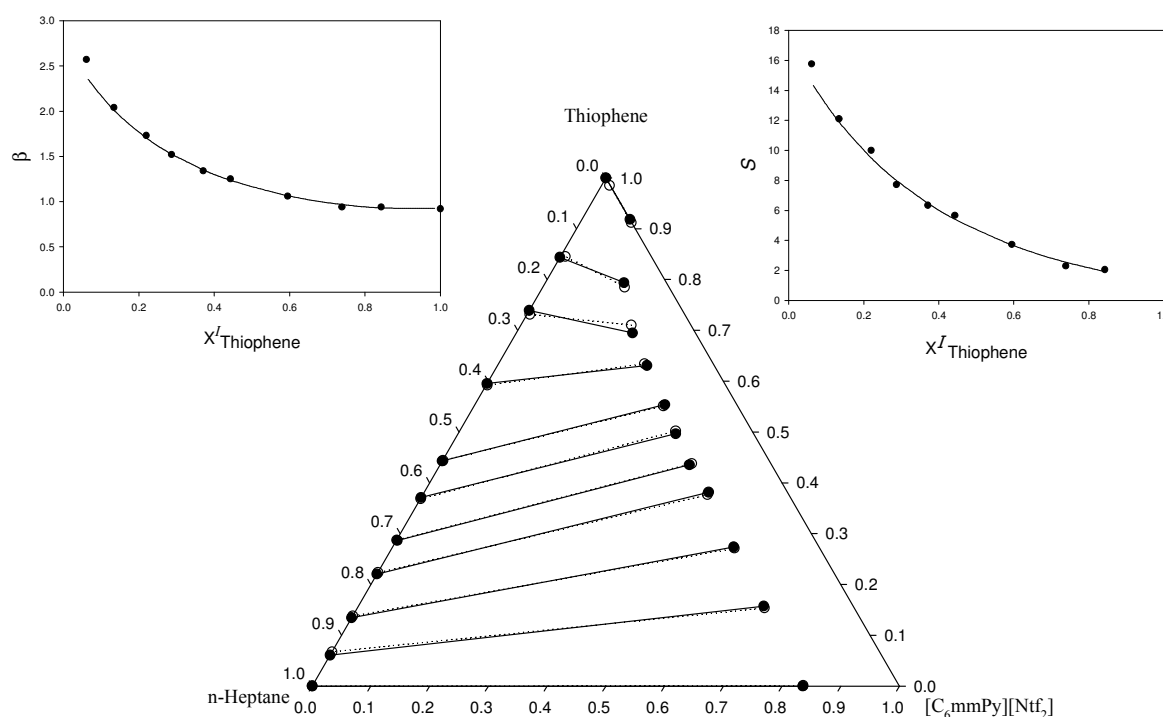 3.0
2.5
2.0
1.5
1.0
0.5
0.0
β
0.0 0.2 0.4 0.6 0.8 1.0
X^I Thiophene
18
16
14
12
10
8
6
4
2
0
S
0.0 0.2 0.4 0.6 0.8 1.0
X^I Thiophene
Thiophene
0.0 1.0
0.1 0.9
0.2 0.8
0.3 0.7
0.4 0.6
0.5 0.5
0.6 0.4
0.7 0.3
0.8 0.2
0.9 0.1
1.0 0.0
n-Heptane
0.0 0.1 0.2 0.3 0.4 0.5 0.6 0.7 0.8 0.9 1.0
[C₆mmPy][Ntf₂]